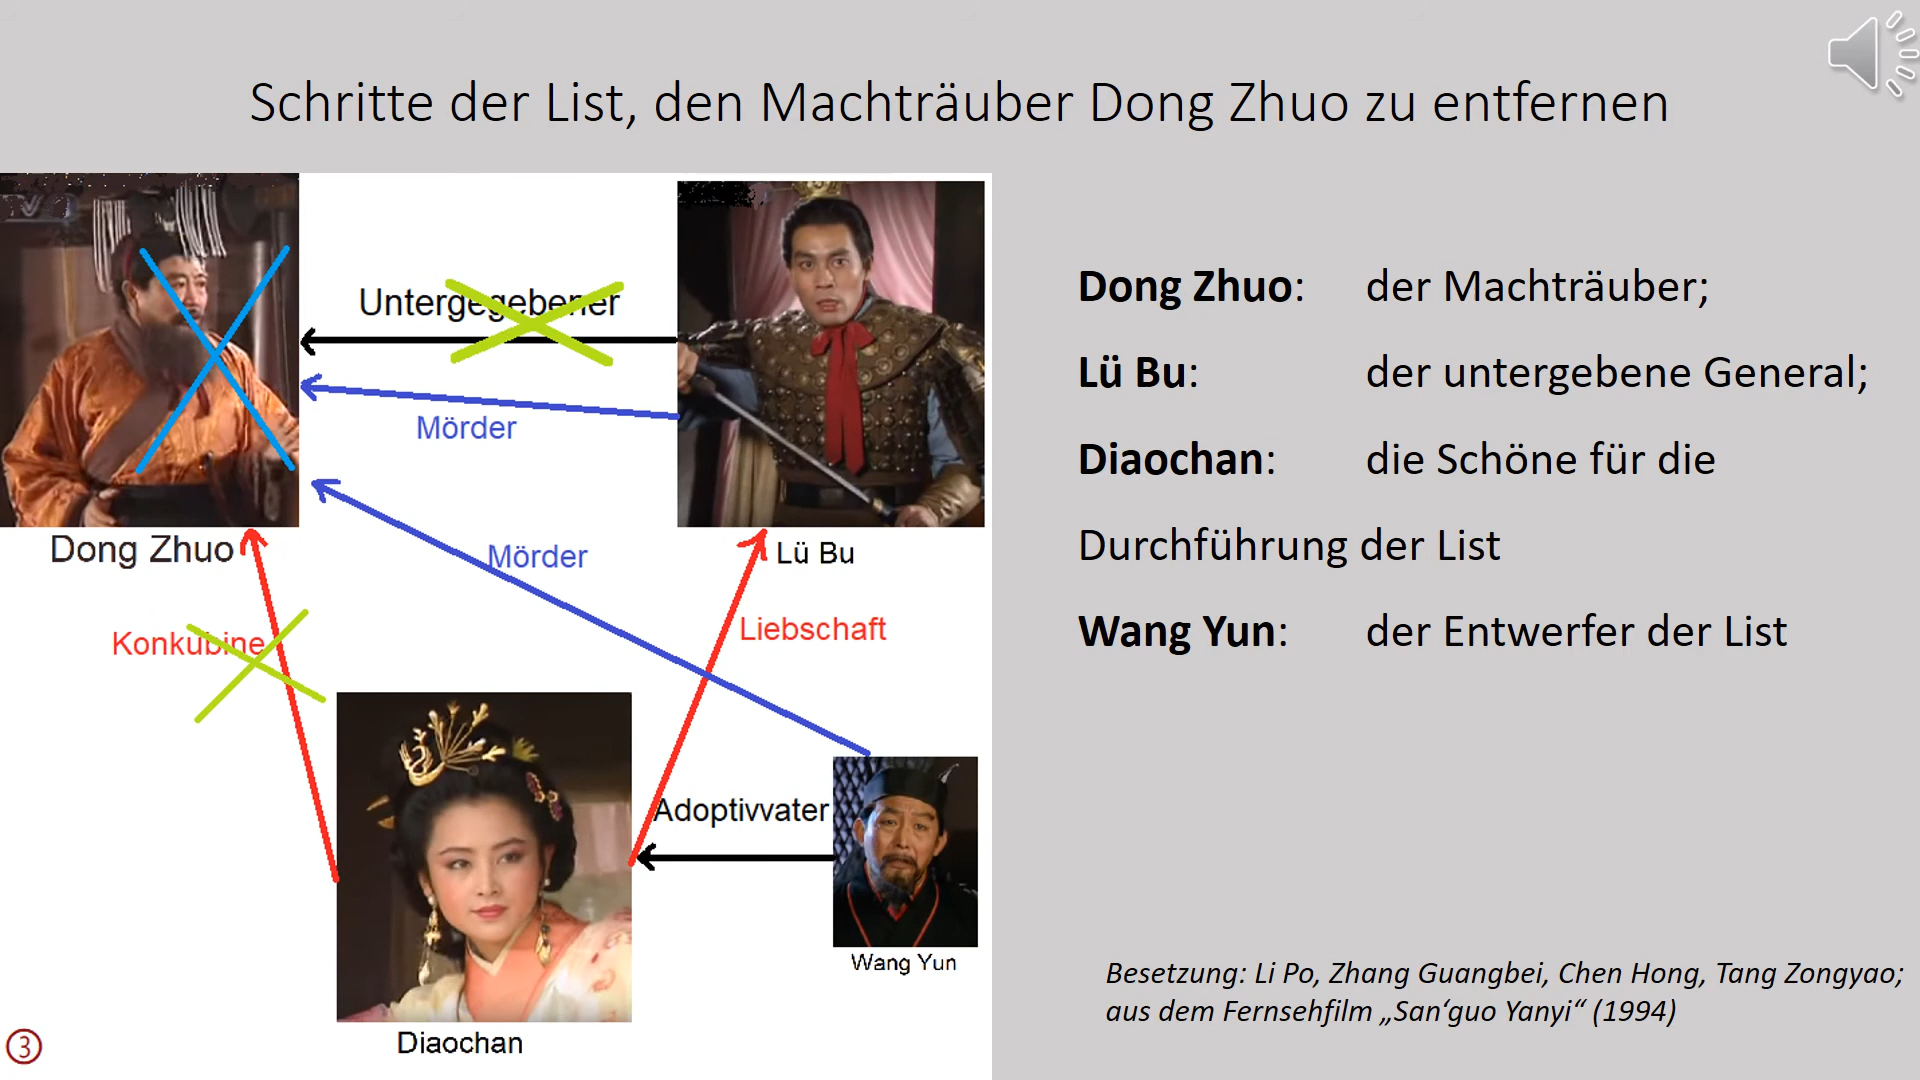 Schritte der List, den Machträuber Dong Zhuo zu entfernen
Untergegebener
Mörder
Dong Zhuo
Mörder
Lü Bu
Konkubine
Liebschaft
Adoptivvater
Wang Yun
Diaochan
3
Dong Zhuo: der Machträuber;
Lü Bu: der untergebene General;
Diaochan: die Schöne für die
Durchführung der List
Wang Yun: der Entwerfer der List
Besetzung: Li Po, Zhang Guangbei, Chen Hong, Tang Zongyao;
aus dem Fernsehfilm „San‘guo Yanyi“ (1994)